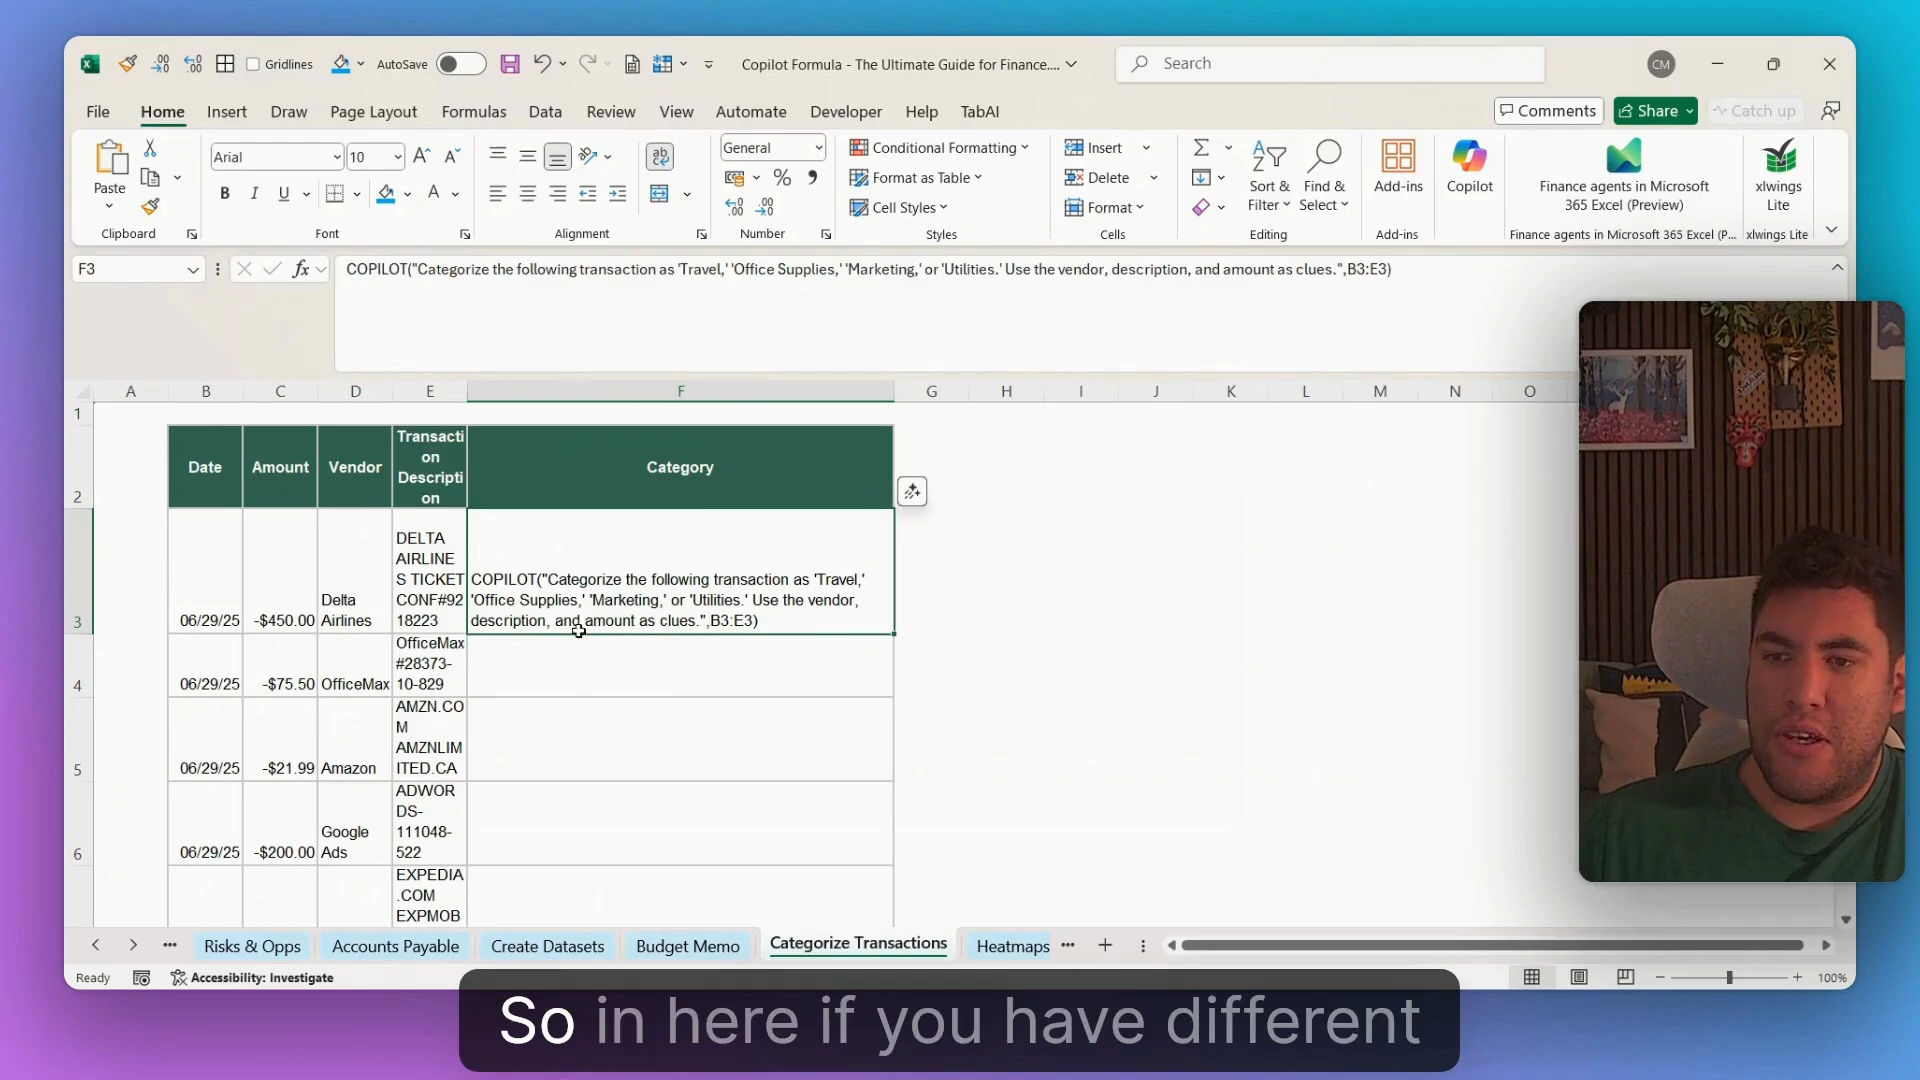 Gridlines
AutoSave
Copilot Formula - The Ultimate Guide for Finance....
Search
CM
File
Home
Insert
Draw
Page Layout
Formulas
Data
Review
View
Automate
Developer
Help
TabAI
Comments
Share
Catch up
Paste
Clipboard
Arial
10
B I U
Font
ab
Alignment
General
Number
Conditional Formatting
Format as Table
Cell Styles
Styles
Insert
Delete
Format
Cells
Sort &
Filter
Find &
Select
Editing
Add-ins
Add-ins
Copilot
Finance agents in Microsoft
365 Excel (Preview)
Finance agents in Microsoft 365 Excel (P...
xlwings
Lite
xlwings Lite
F3
fx
COPILOT("Categorize the following transaction as 'Travel,' 'Office Supplies,' 'Marketing,' or 'Utilities.' Use the vendor, description, and amount as clues.",B3:E3)
A B C D E F G H I J K L M N O
1
2
Date
Amount
Vendor
Transacti
on
Descripti
on
Category
3
06/29/25
-$450.00
Delta
Airlines
DELTA
AIRLINE
S TICKET
CONF#92
18223
COPILOT("Categorize the following transaction as 'Travel,'
'Office Supplies,' 'Marketing,' or 'Utilities.' Use the vendor,
description, and amount as clues.",B3:E3)
4
06/29/25
-$75.50
OfficeMax
OfficeMax
#28373-
10-829
5
06/29/25
-$21.99
Amazon
AMZN.CO
M
AMZNLIM
ITED.CA
6
06/29/25
-$200.00
Google
Ads
ADWOR
DS-
111048-
522
EXPEDIA
.COM
EXPMOB
Risks & Opps
Accounts Payable
Create Datasets
Budget Memo
Categorize Transactions
Heatmaps
Ready
Accessibility: Investigate
100%
So in here if you have different